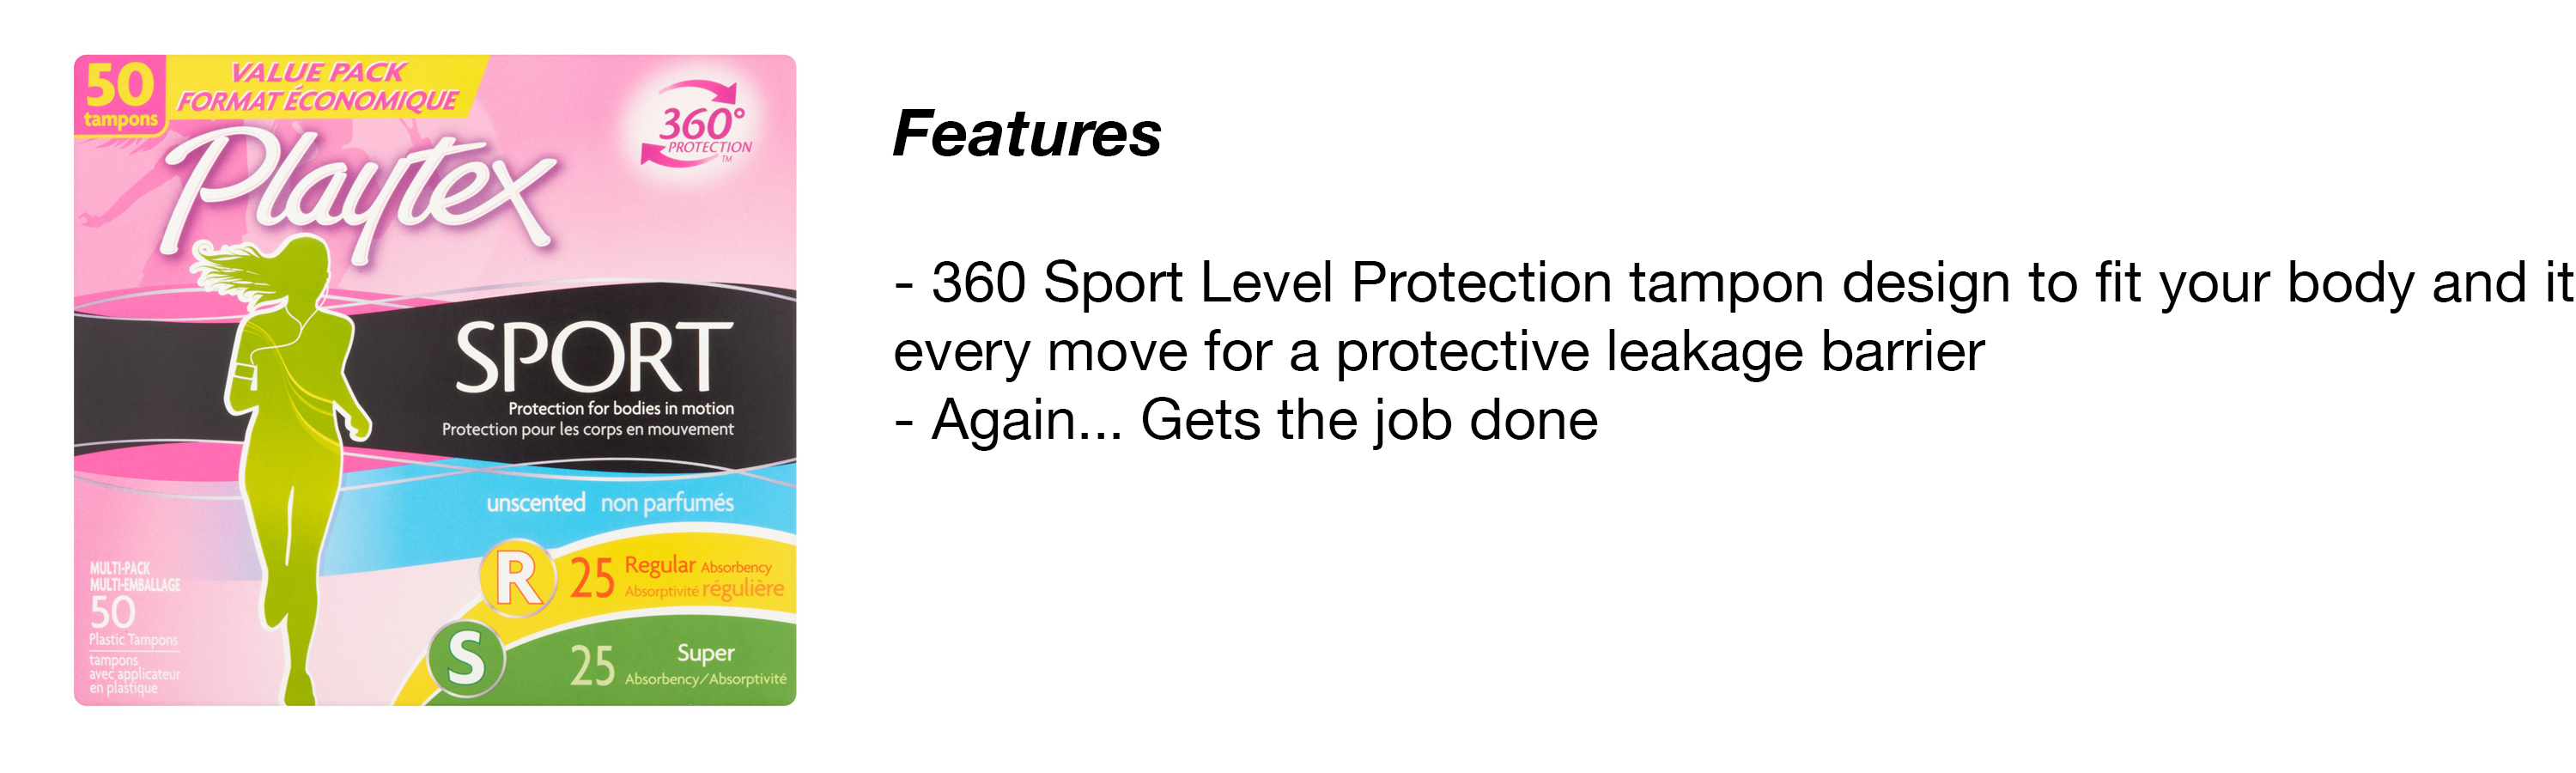 50
tampons
VALUE PACK
FORMAT ÉCONOMIQUE
360°
PROTECTION
TM
Playtex
SPORT
Protection for bodies in motion
Protection pour les corps en mouvement
unscented non parfumés
R 25 Regular Absorbency
Absorptivité régulière
S 25 Super
Absorbency/Absorptivité
MULTI-PACK
MULTI-EMBALLAGE
50
Plastic Tampons
tampons
avec applicateur
en plastique
Features
- 360 Sport Level Protection tampon design to fit your body and it
every move for a protective leakage barrier
- Again... Gets the job done